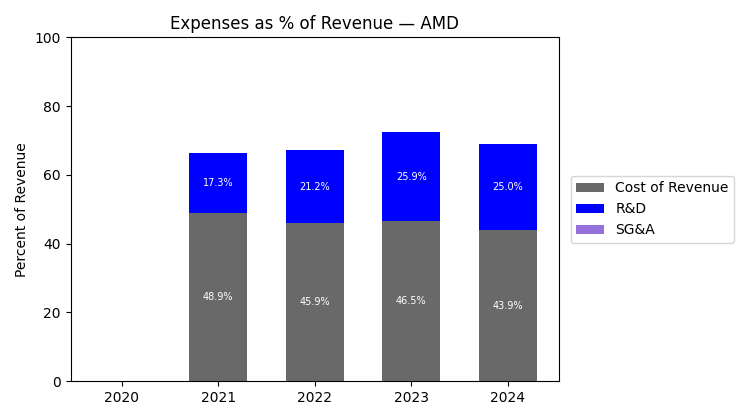 Expenses as % of Revenue — AMD
Percent of Revenue
100
80
60
40
20
0
17.3%
21.2%
25.9%
25.0%
48.9%
45.9%
46.5%
43.9%
2020 2021 2022 2023 2024
Cost of Revenue
R&D
SG&A